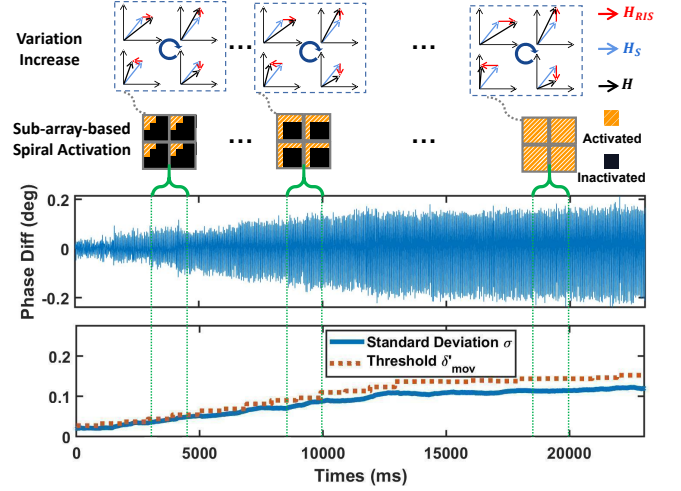 Variation
Increase
...
...
H_RIS
H_S
H
Sub-array-based
Spiral Activation
...
...
Activated
Inactivated
Phase Diff (deg)
0.2
0
-0.2
0.2
0.1
0
Standard Deviation σ
Threshold δ'_mov
0
5000
10000
15000
20000
Times (ms)